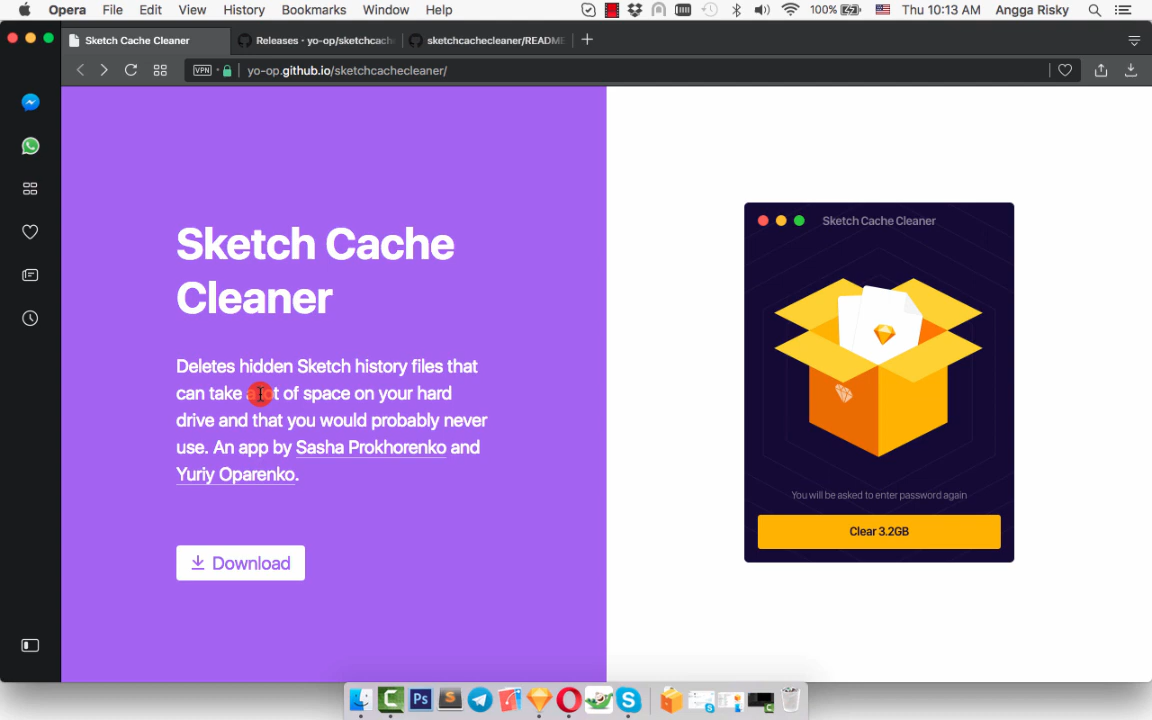 Opera File Edit View History Bookmarks Window Help 100% Thu 10:13 AM Angga Risky
Sketch Cache Cleaner Releases · yo-op/sketchcach sketchcachecleaner/README
VPN yo-op.github.io/sketchcachecleaner/
Sketch Cache
Cleaner
Deletes hidden Sketch history files that
can take a lot of space on your hard
drive and that you would probably never
use. An app by Sasha Prokhorenko and
Yuriy Oparenko.
Download
Sketch Cache Cleaner
You will be asked to enter password again
Clear 3.2GB
Ps